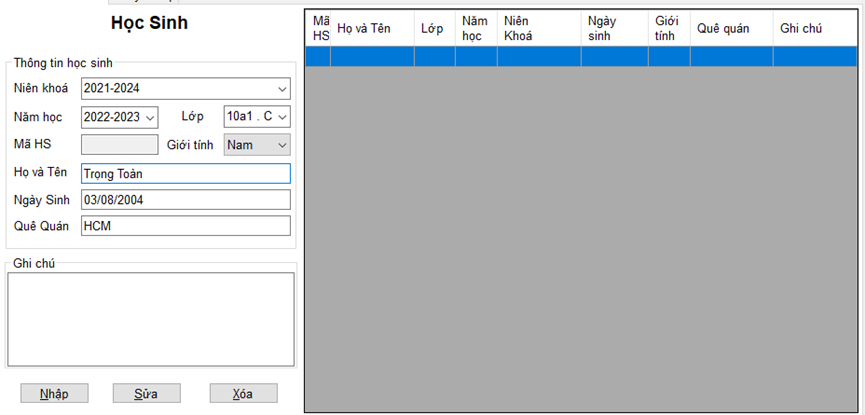 Học Sinh
Thông tin học sinh
Niên khoá 2021-2024
Năm học 2022-2023 Lớp 10a1 . C
Mã HS Giới tính Nam
Họ và Tên Trọng Toàn
Ngày Sinh 03/08/2004
Quê Quán HCM
Ghi chú
Nhập Sửa Xóa
Mã HS Họ và Tên Lớp Năm học Niên Khoá Ngày sinh Giới tính Quê quán Ghi chú